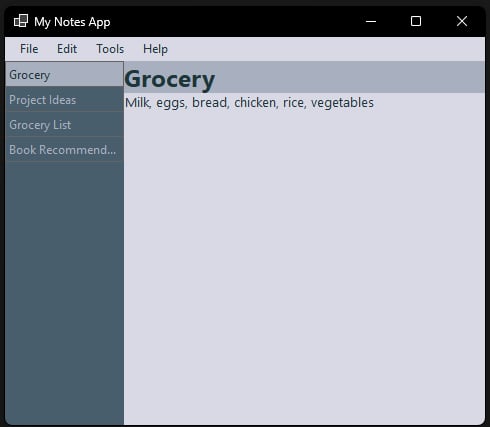 My Notes App
File Edit Tools Help
Grocery
Project Ideas
Grocery List
Book Recommend...
Grocery
Milk, eggs, bread, chicken, rice, vegetables